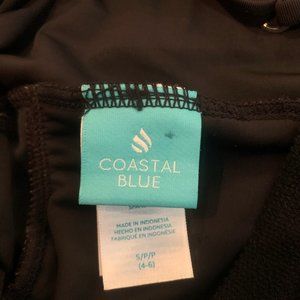 COASTAL
BLUE
MADE IN INDONESIA
HECHO EN INDONESIA
FABRIQUÉ EN INDONÉSIE
S/P/P
(4-6)